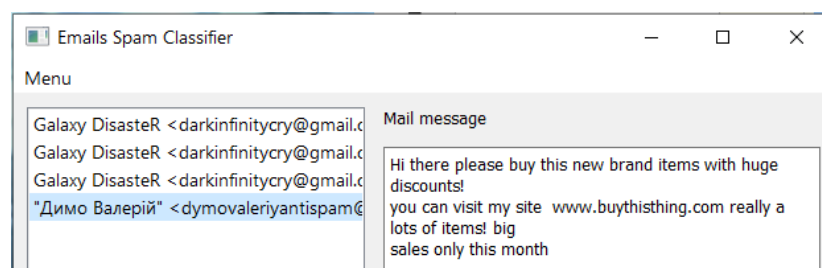 Emails Spam Classifier
Menu
Galaxy DisasteR <darkinfinitycry@gmail.c
Galaxy DisasteR <darkinfinitycry@gmail.c
Galaxy DisasteR <darkinfinitycry@gmail.c
"Димо Валерій" <dymovaleriyantispam@
Mail message
Hi there please buy this new brand items with huge
discounts!
you can visit my site  www.buythisthing.com really a
lots of items! big
sales only this month